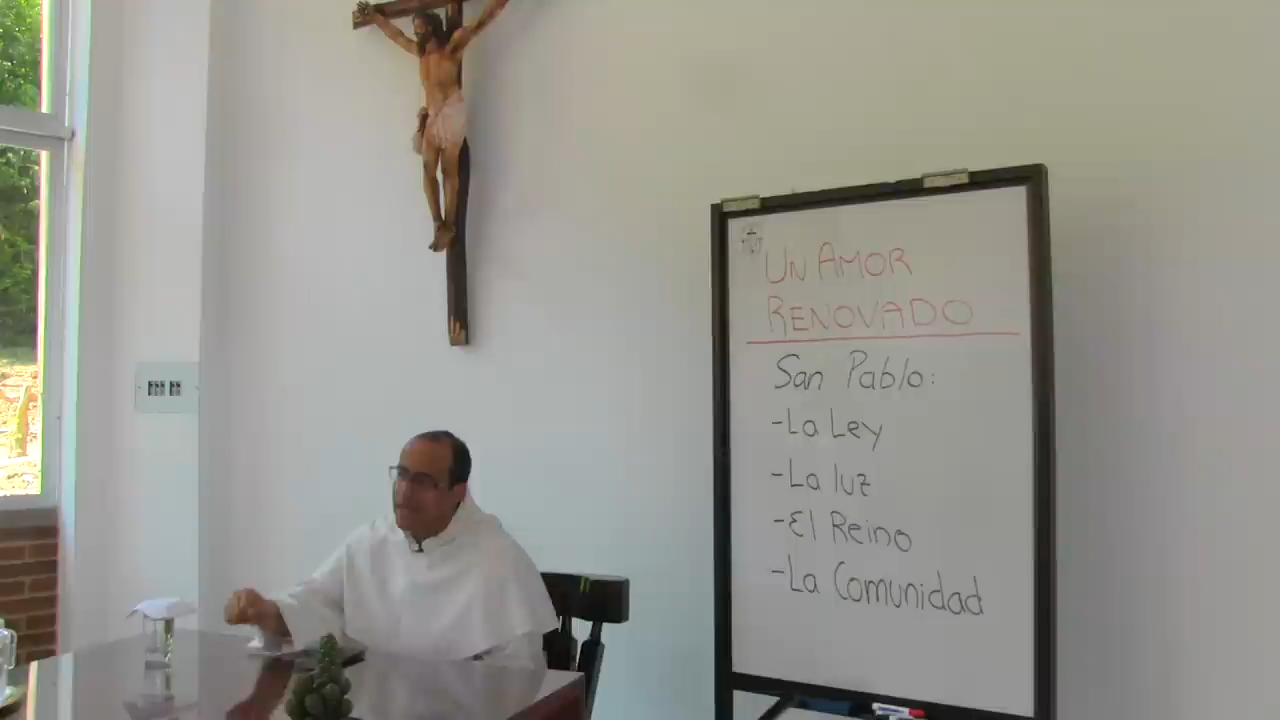 UN AMOR
RENOVADO
San Pablo:
-La Ley
-La luz
-El Reino
-La Comunidad